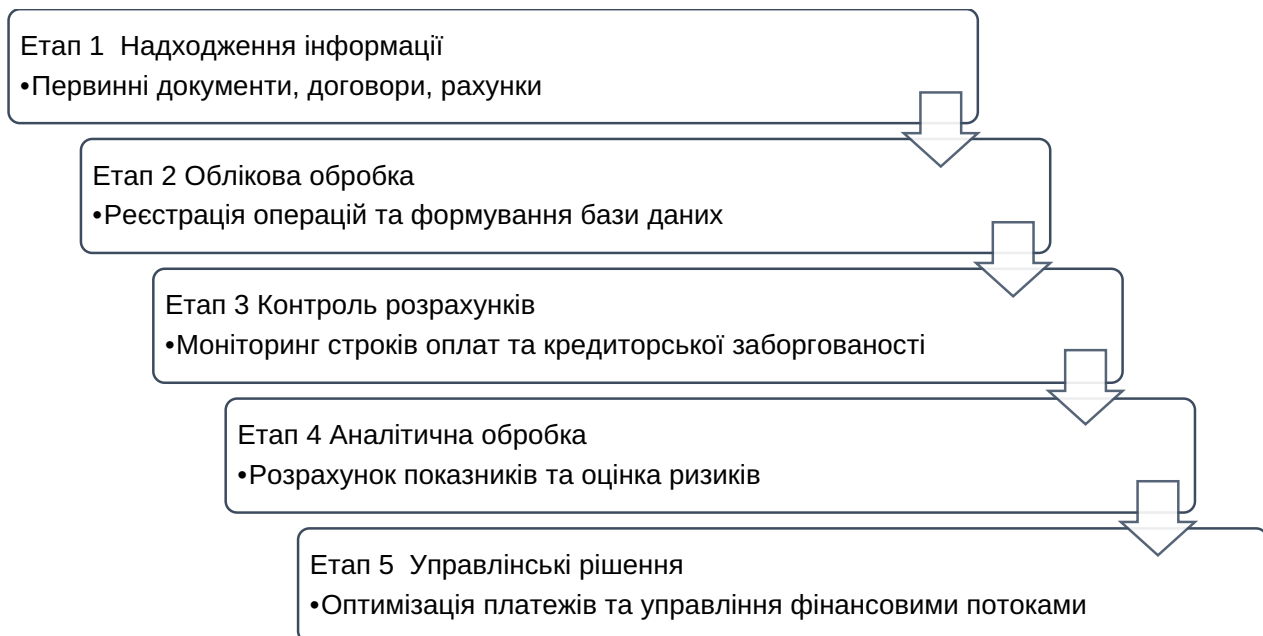 Етап 1  Надходження інформації
•Первинні документи, договори, рахунки
Етап 2 Облікова обробка
•Реєстрація операцій та формування бази даних
Етап 3 Контроль розрахунків
•Моніторинг строків оплат та кредиторської заборгованості
Етап 4 Аналітична обробка
•Розрахунок показників та оцінка ризиків
Етап 5  Управлінські рішення
•Оптимізація платежів та управління фінансовими потоками